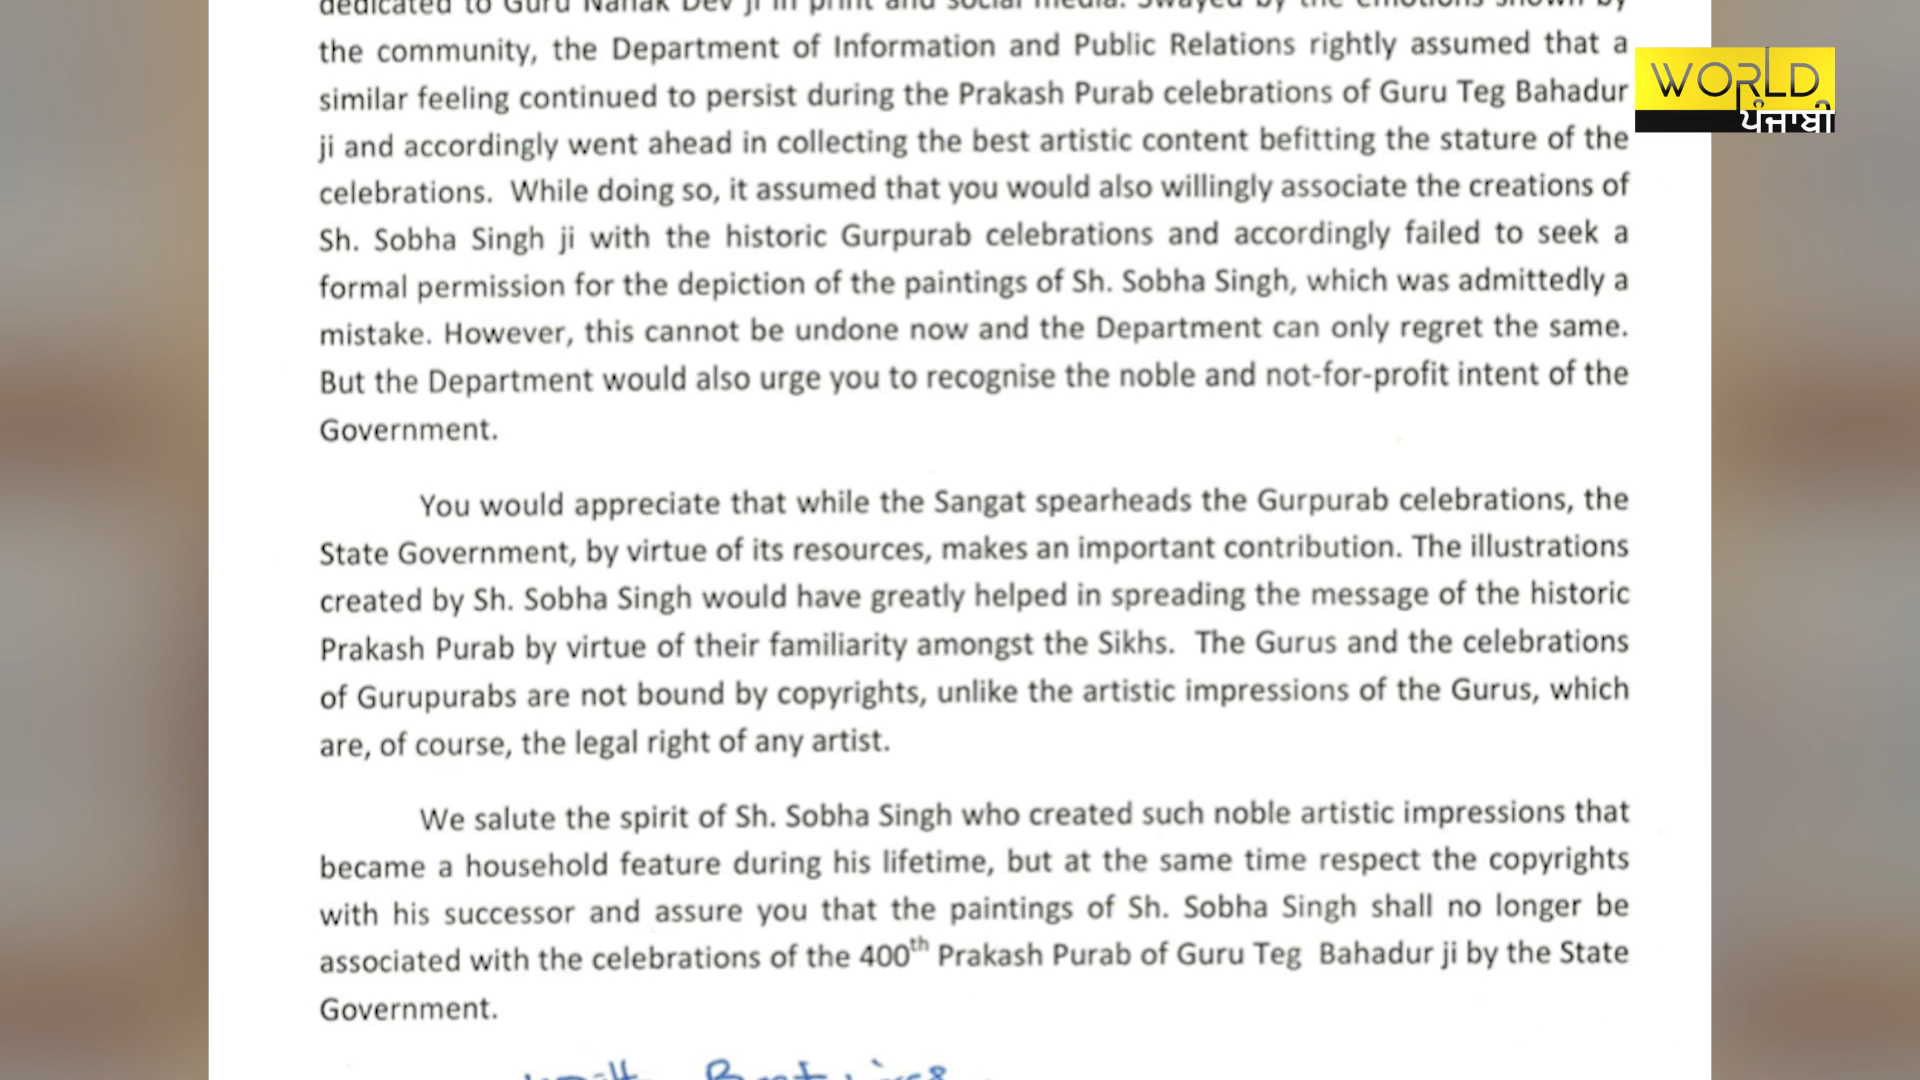 dedicated to Guru Nanak Dev ji in print and social media. Swayed by the emotions shown by
the community, the Department of Information and Public Relations rightly assumed that a
similar feeling continued to persist during the Prakash Purab celebrations of Guru Teg Bahadur
ji and accordingly went ahead in collecting the best artistic content befitting the stature of the
celebrations. While doing so, it assumed that you would also willingly associate the creations of
Sh. Sobha Singh ji with the historic Gurpurab celebrations and accordingly failed to seek a
formal permission for the depiction of the paintings of Sh. Sobha Singh, which was admittedly a
mistake. However, this cannot be undone now and the Department can only regret the same.
But the Department would also urge you to recognise the noble and not-for-profit intent of the
Government.
You would appreciate that while the Sangat spearheads the Gurpurab celebrations, the
State Government, by virtue of its resources, makes an important contribution. The illustrations
created by Sh. Sobha Singh would have greatly helped in spreading the message of the historic
Prakash Purab by virtue of their familiarity amongst the Sikhs. The Gurus and the celebrations
of Gurupurabs are not bound by copyrights, unlike the artistic impressions of the Gurus, which
are, of course, the legal right of any artist.
We salute the spirit of Sh. Sobha Singh who created such noble artistic impressions that
became a household feature during his lifetime, but at the same time respect the copyrights
with his successor and assure you that the paintings of Sh. Sobha Singh shall no longer be
associated with the celebrations of the 400th Prakash Purab of Guru Teg Bahadur ji by the State
Government.
WORLD
ਪੰਜਾਬੀ